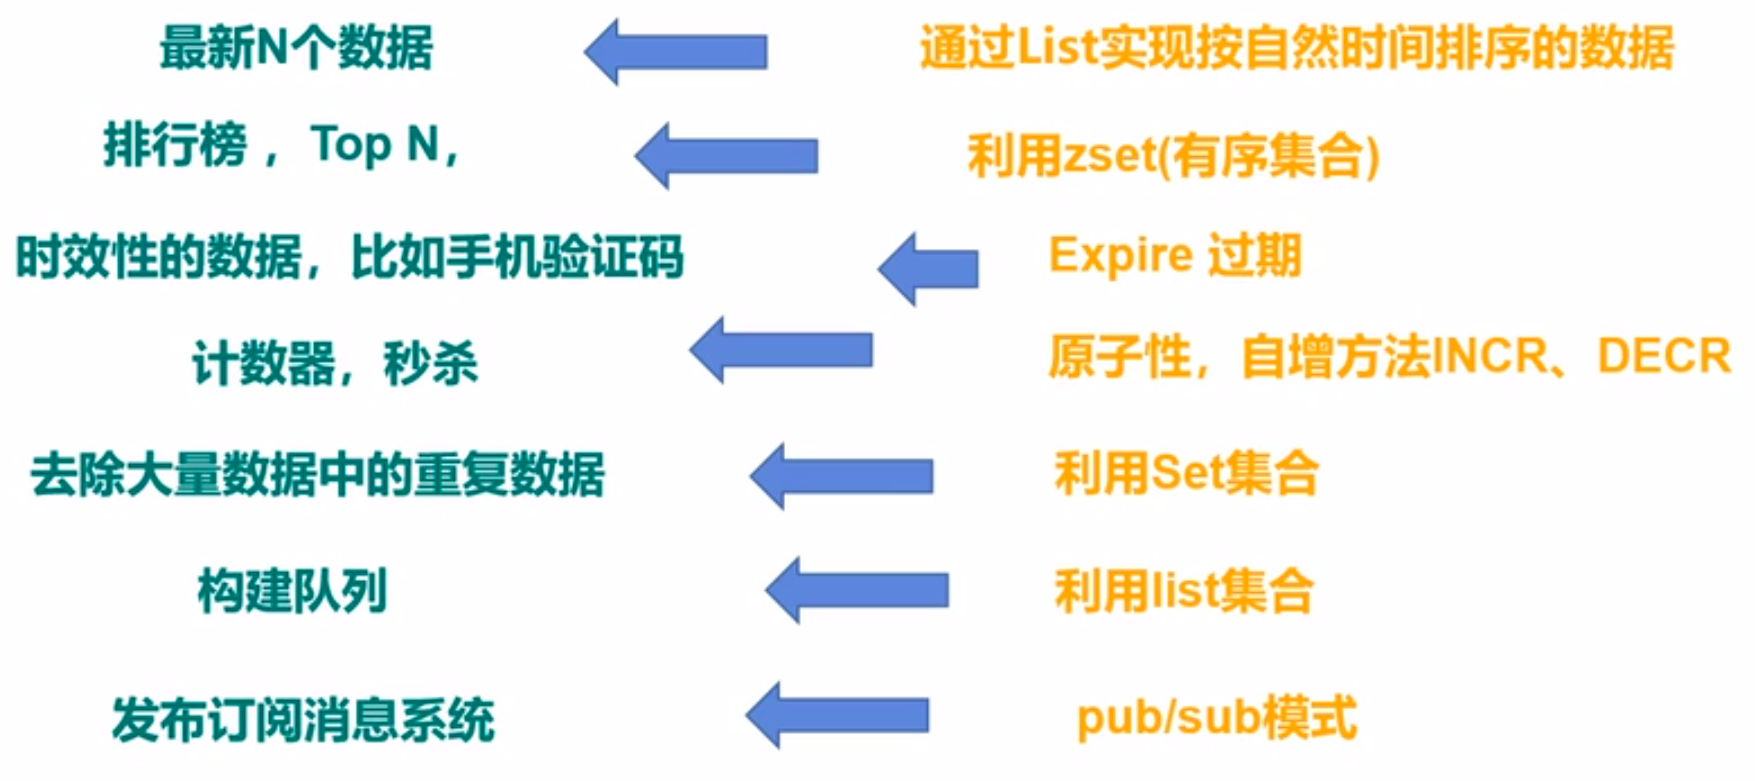 最新N个数据
通过List实现按自然时间排序的数据
排行榜，Top N，
利用zset(有序集合)
时效性的数据，比如手机验证码
Expire 过期
计数器，秒杀
原子性，自增方法INCR、DECR
去除大量数据中的重复数据
利用Set集合
构建队列
利用list集合
发布订阅消息系统
pub/sub模式